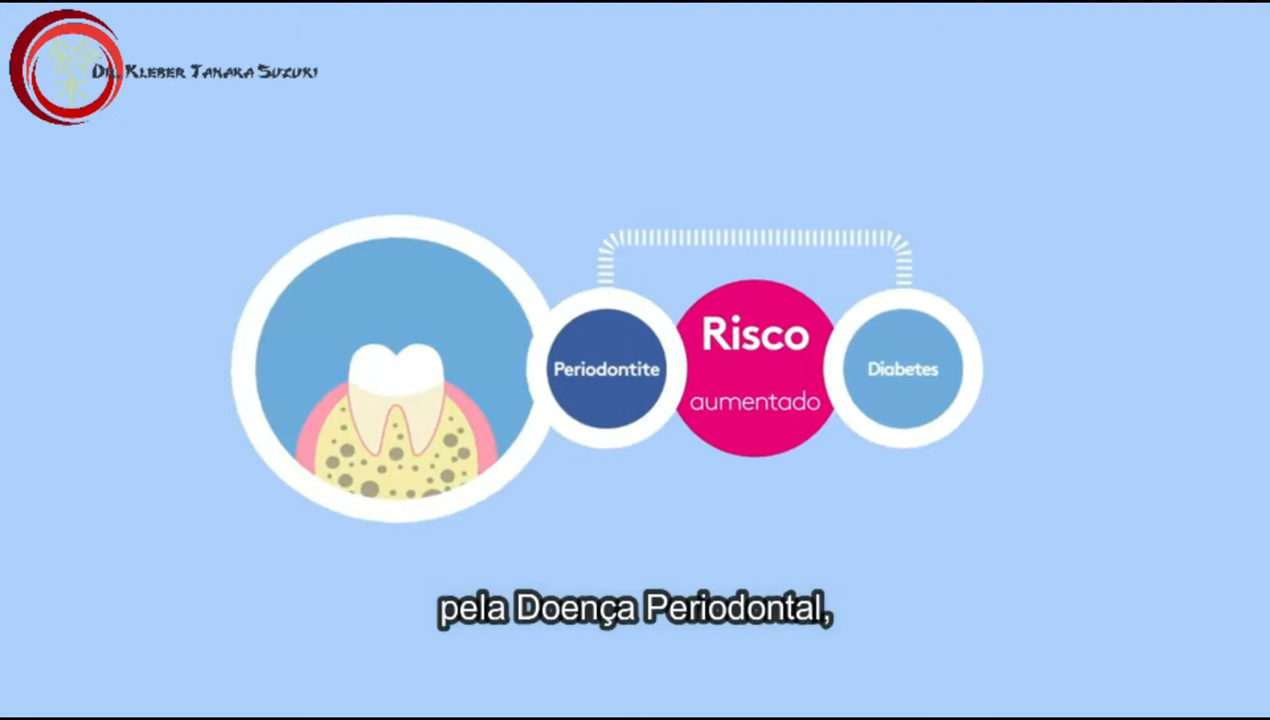 Dr. Kleber Tanaka Suzuki
Periodontite
Risco
aumentado
Diabetes
pela Doença Periodontal,